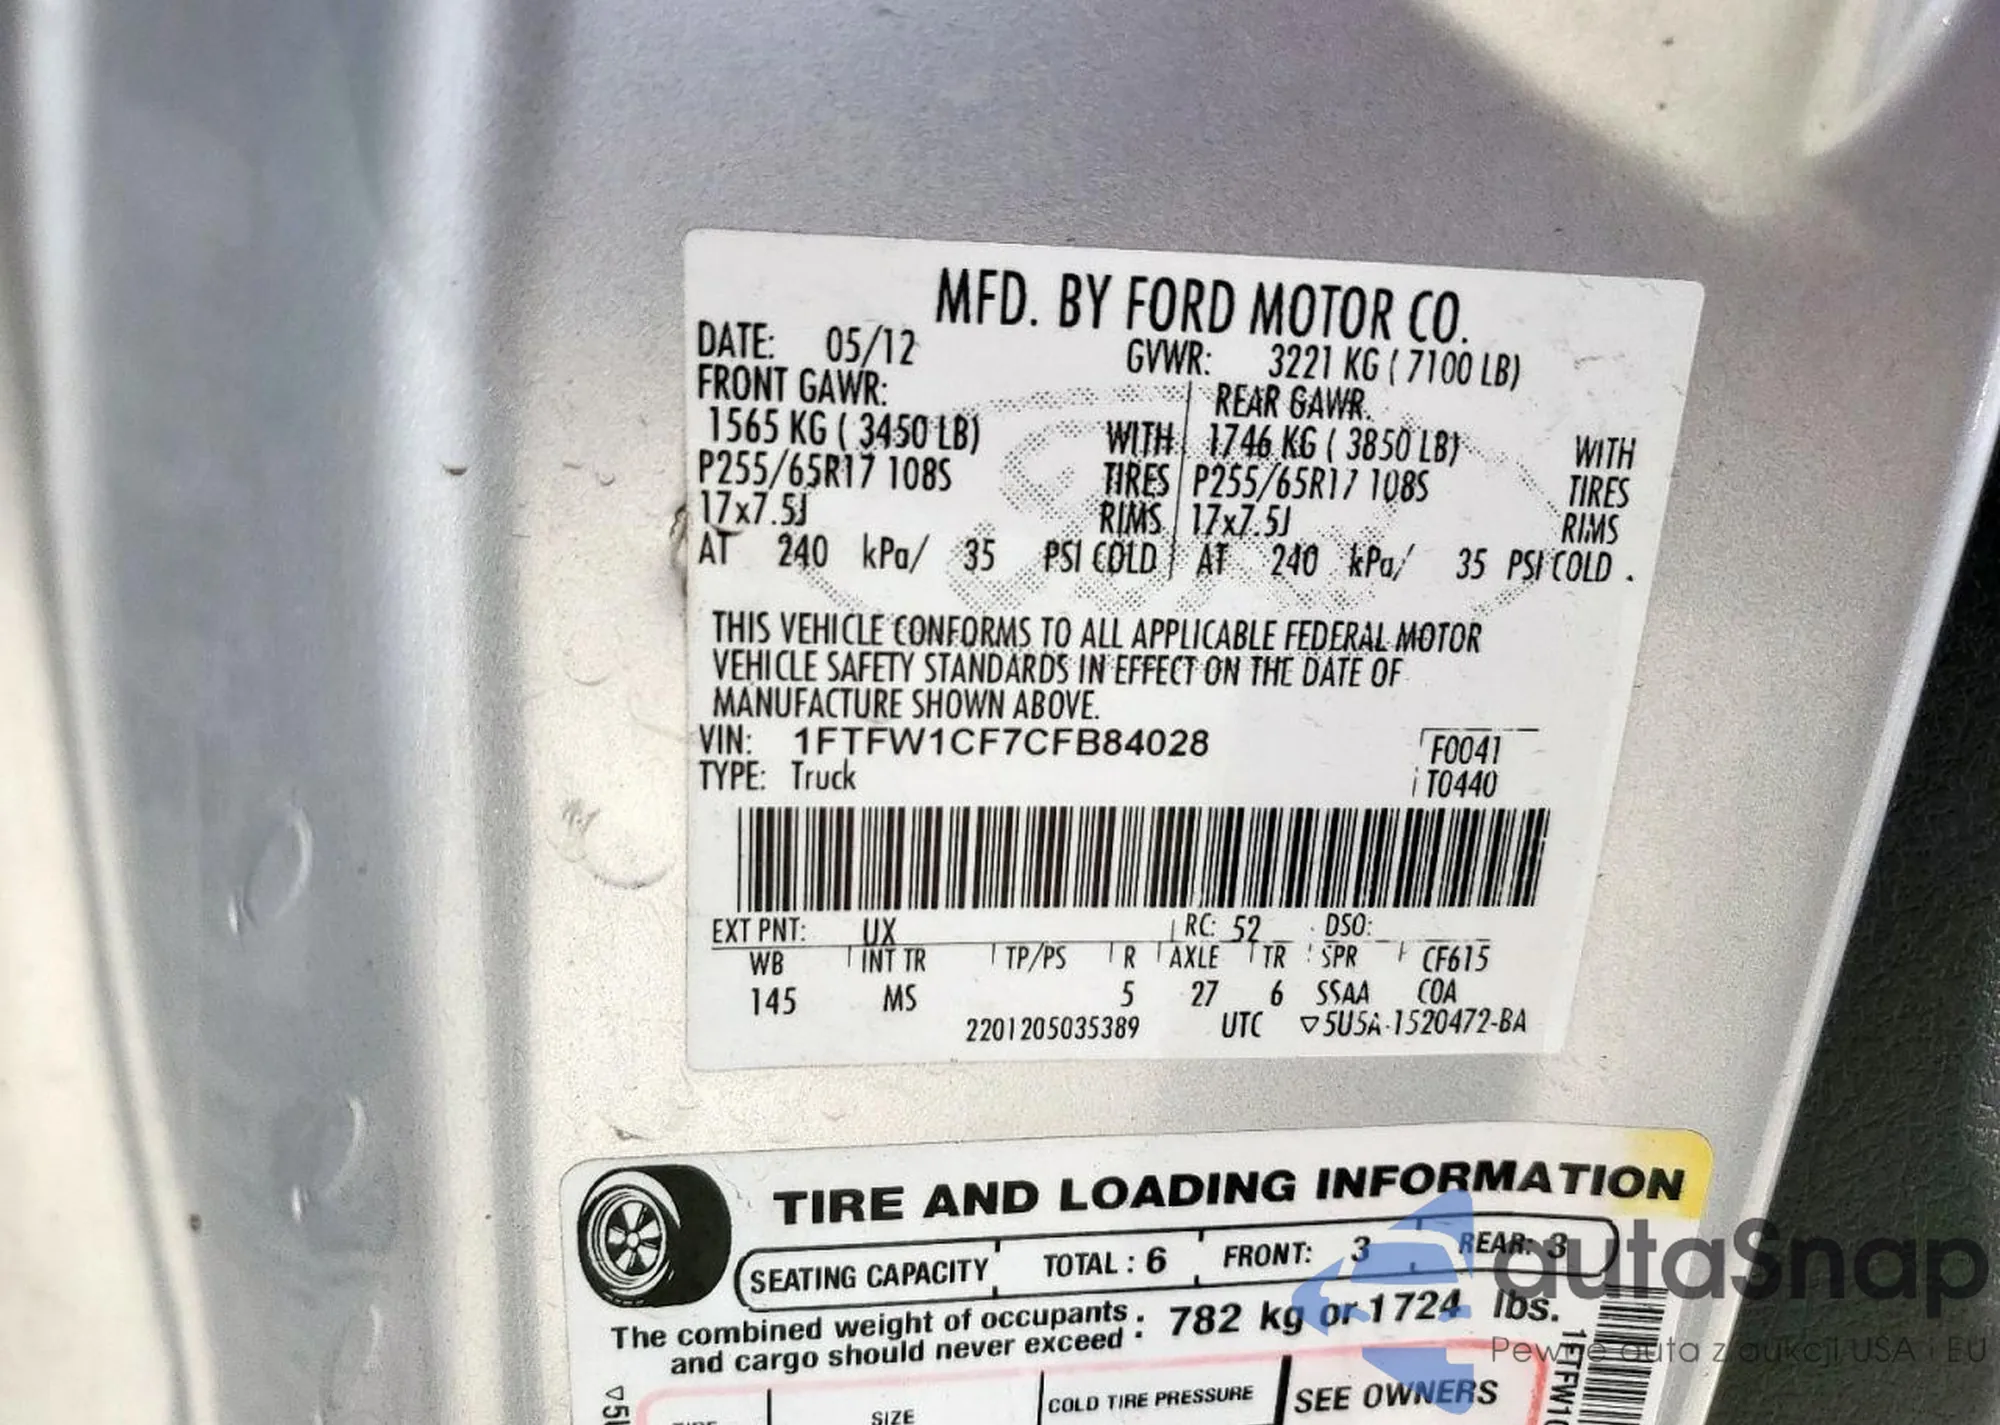 MFD. BY FORD MOTOR CO.
DATE: 05/12 GVWR: 3221 KG ( 7100 LB)
FRONT GAWR: REAR GAWR.
1565 KG ( 3450 LB) WITH 1746 KG ( 3850 LB) WITH
P255/65R17 108S TIRES P255/65R17 108S TIRES
17x7.5J RIMS 17x7.5J RIMS
AT 240 kPa/ 35 PSI COLD AT 240 kPa/ 35 PSI COLD .
THIS VEHICLE CONFORMS TO ALL APPLICABLE FEDERAL MOTOR
VEHICLE SAFETY STANDARDS IN EFFECT ON THE DATE OF
MANUFACTURE SHOWN ABOVE.
VIN: 1FTFW1CF7CFB84028 F0041
TYPE: Truck T0440
EXT PNT: UX RC: 52 DSO:
WB INT TR TP/PS R AXLE TR SPR CF615
145 MS 5 27 6 SSAA COA
2201205035389 UTC ▽5U5A-1520472-BA
TIRE AND LOADING INFORMATION
SEATING CAPACITY TOTAL : 6 FRONT: 3 REAR: 3
The combined weight of occupants : 782 kg or 1724 lbs.
and cargo should never exceed :
SIZE COLD TIRE PRESSURE SEE OWNERS
1FTFW1C
autaSnap
Pewne auta z aukcji USA i EU